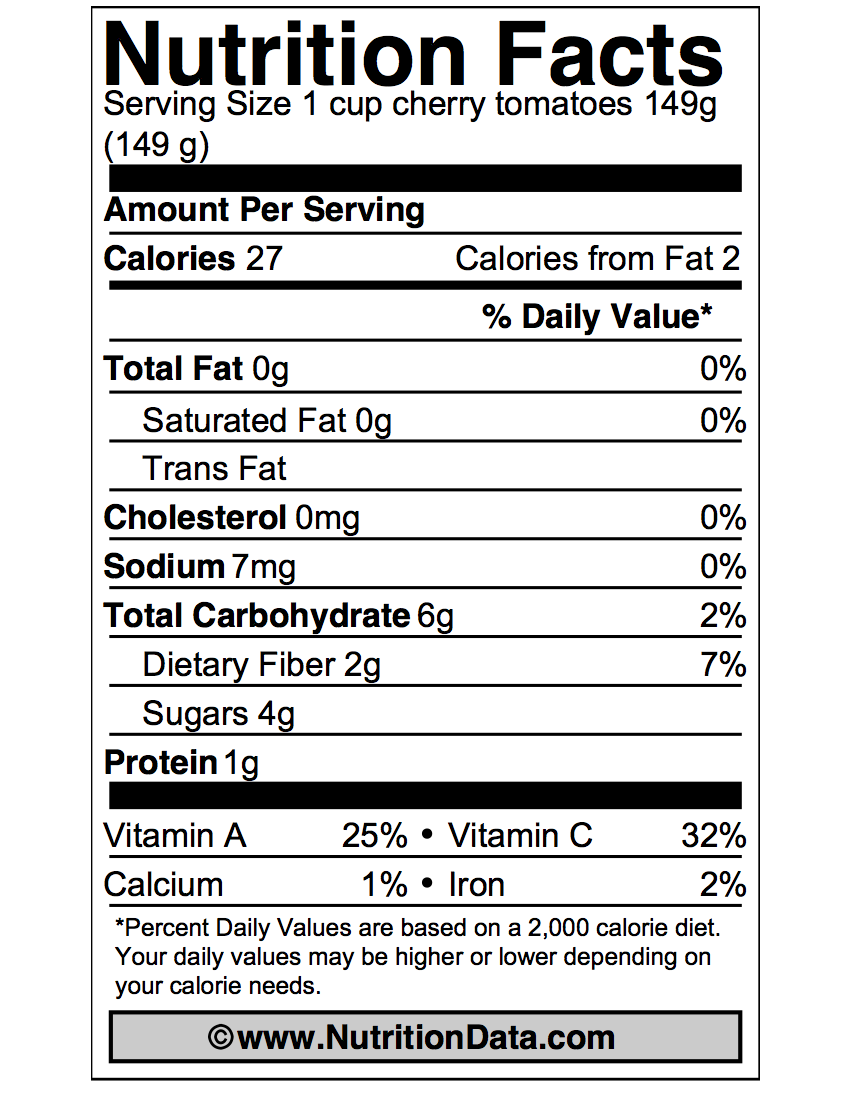 Nutrition Facts
Serving Size 1 cup cherry tomatoes 149g
(149 g)
Amount Per Serving
Calories 27 Calories from Fat 2
% Daily Value*
Total Fat 0g 0%
Saturated Fat 0g 0%
Trans Fat
Cholesterol 0mg 0%
Sodium 7mg 0%
Total Carbohydrate 6g 2%
Dietary Fiber 2g 7%
Sugars 4g
Protein 1g
Vitamin A 25% • Vitamin C 32%
Calcium 1% • Iron 2%
*Percent Daily Values are based on a 2,000 calorie diet.
Your daily values may be higher or lower depending on
your calorie needs.
©www.NutritionData.com